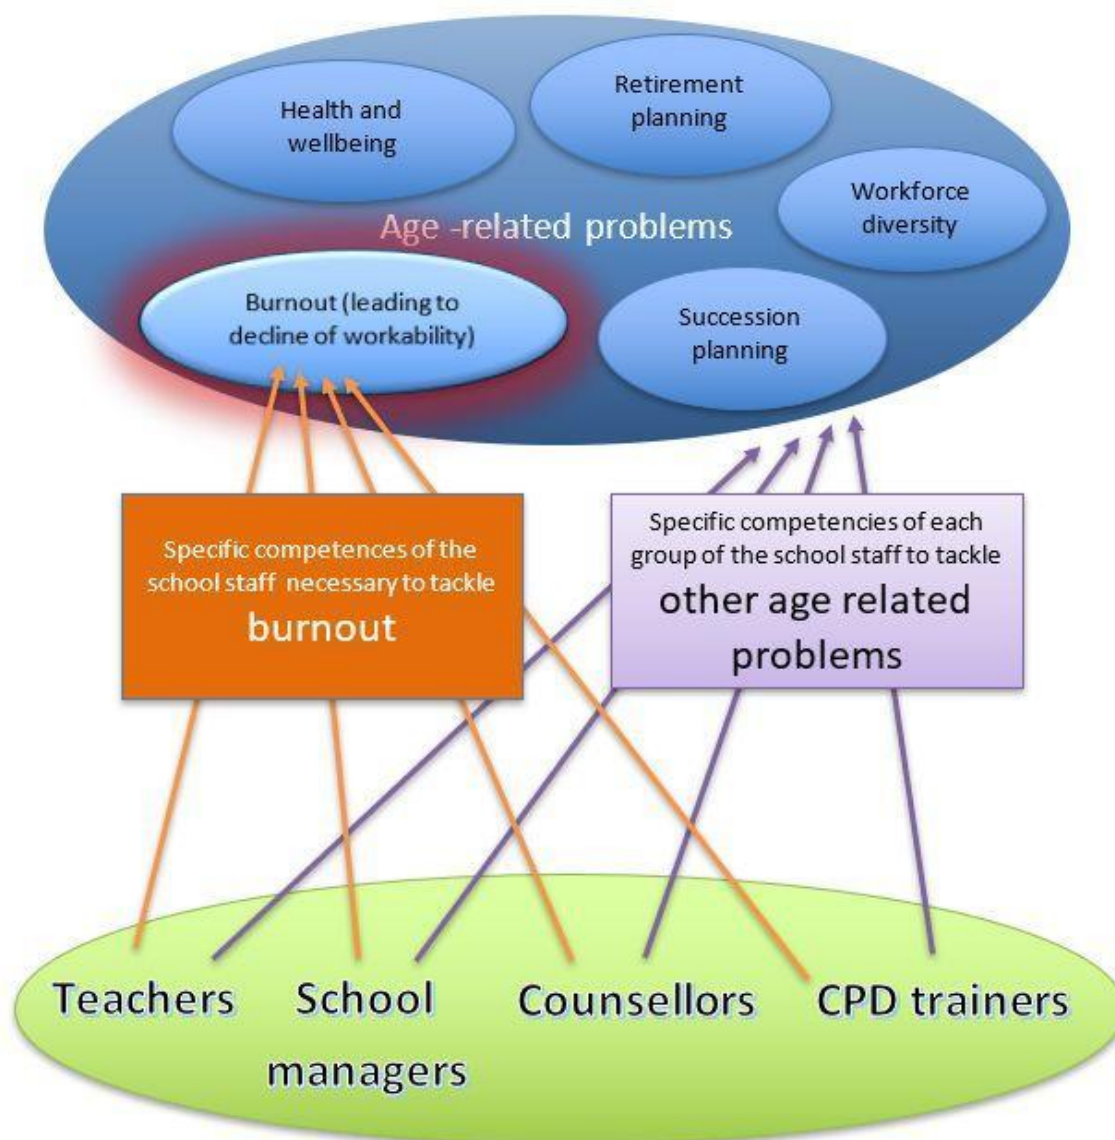 Health and
wellbeing
Retirement
planning
Workforce
diversity
Age -related problems
Burnout (leading to
decline of workability)
Succession
planning
Specific competences of the
school staff necessary to tackle
burnout
Specific competencies of each
group of the school staff to tackle
other age related
problems
Teachers
School
managers
Counsellors
CPD trainers